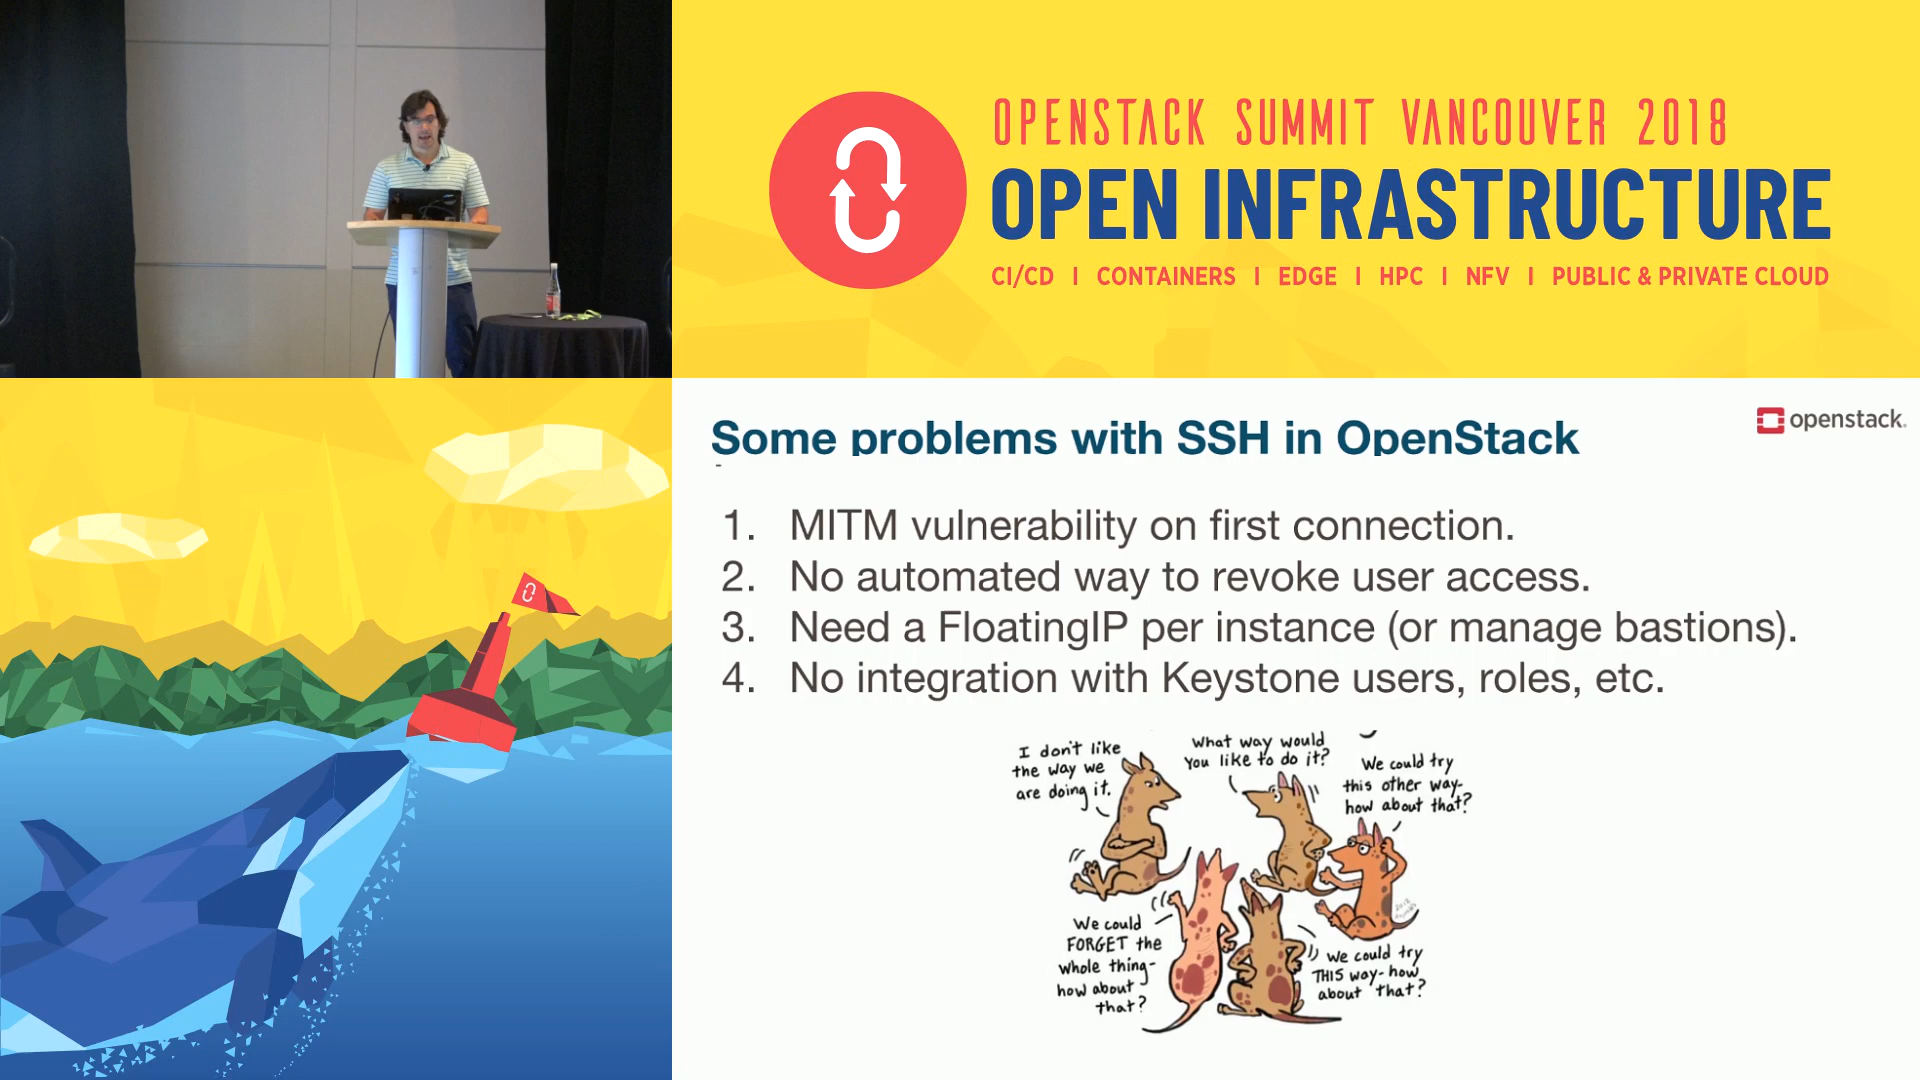 OPENSTACK SUMMIT VANCOUVER 2018
OPEN INFRASTRUCTURE
CI/CD | CONTAINERS | EDGE | HPC | NFV | PUBLIC & PRIVATE CLOUD
openstack.
Some problems with SSH in OpenStack
1. MITM vulnerability on first connection.
2. No automated way to revoke user access.
3. Need a FloatingIP per instance (or manage bastions).
4. No integration with Keystone users, roles, etc.
I don't like
the way we
are doing it.
What way would
You like to do it?
We could try
this other way-
how about that?
We could
FORGET the
whole thing-
how about
that?
We could try
THIS way-how
about that?